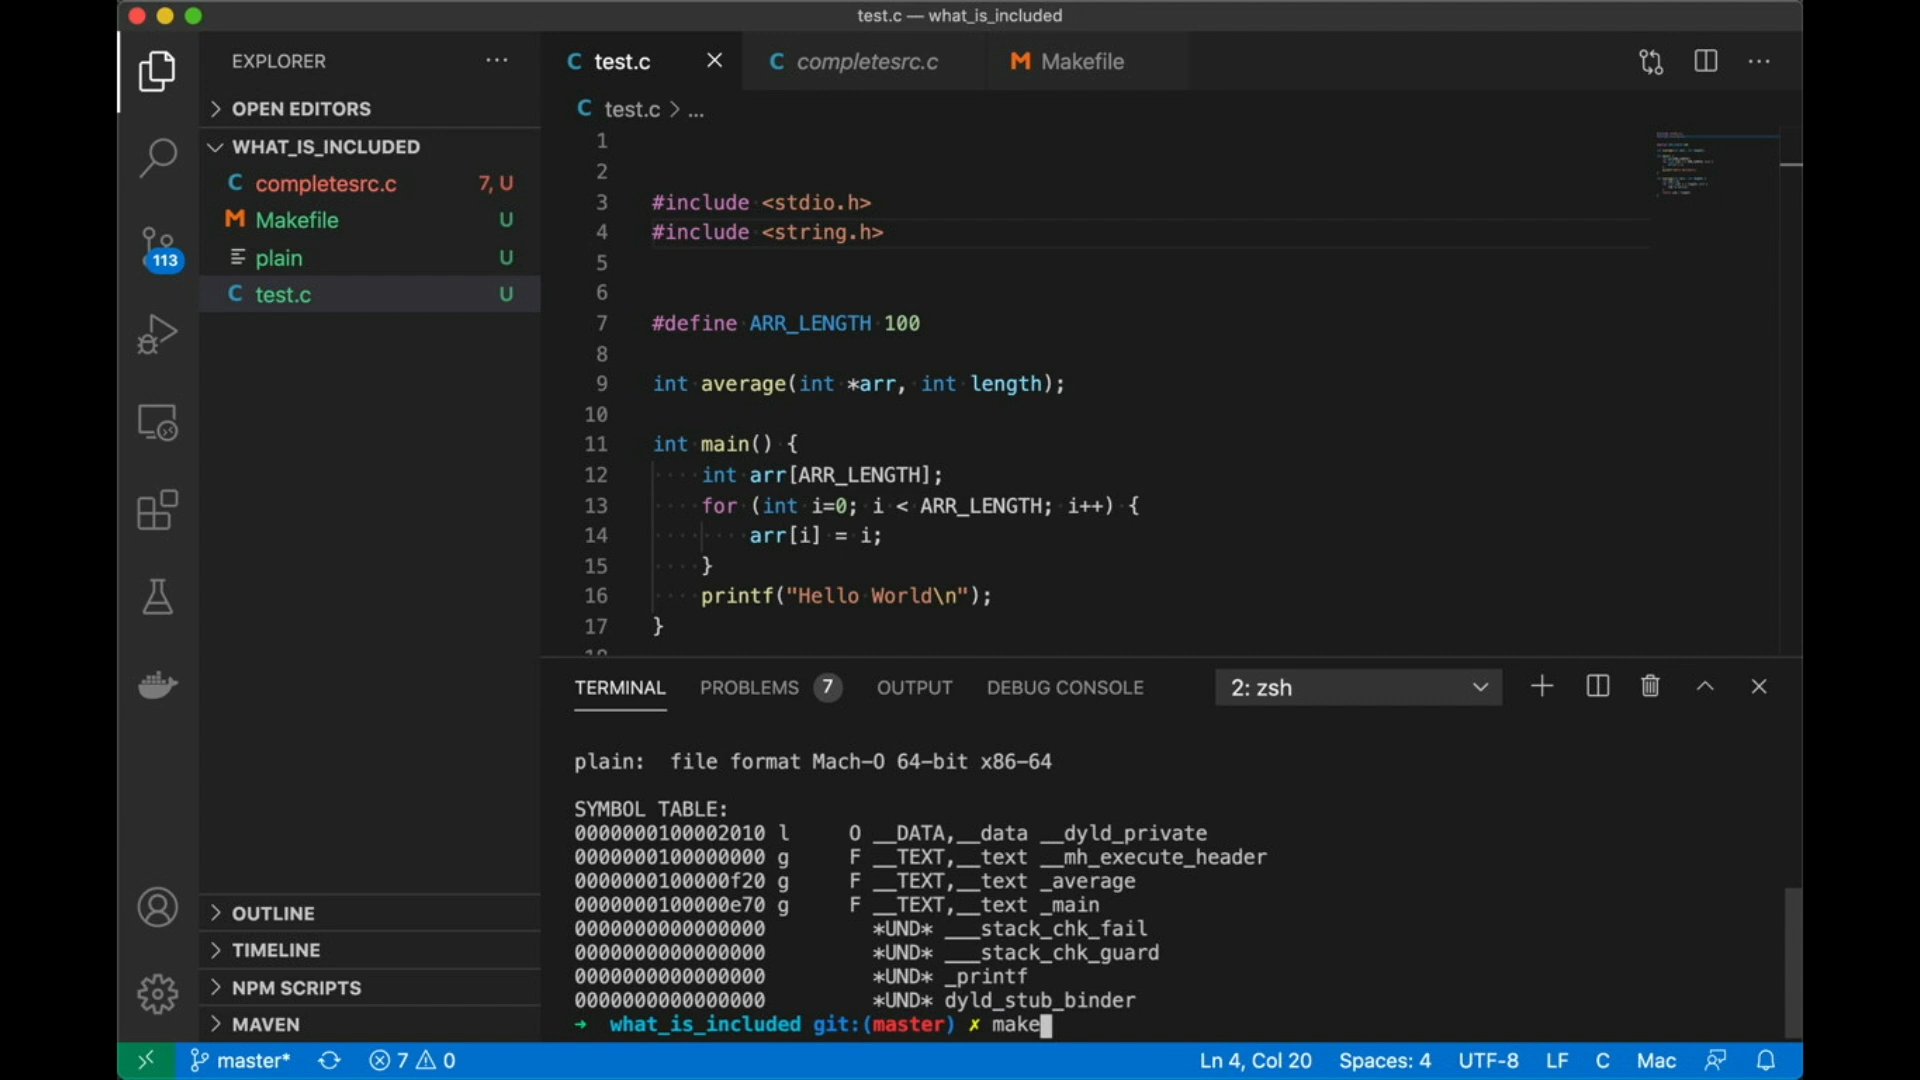 test.c — what_is_included
EXPLORER
OPEN EDITORS
WHAT_IS_INCLUDED
C completesrc.c 7, U
M Makefile U
plain U
C test.c U
113
OUTLINE
TIMELINE
NPM SCRIPTS
MAVEN
C test.c
C completesrc.c
M Makefile
C test.c > ...
1
2
3 #include <stdio.h>
4 #include <string.h>
5
6
7 #define ARR_LENGTH 100
8
9 int average(int *arr, int length);
10
11 int main() {
12 int arr[ARR_LENGTH];
13 for (int i=0; i < ARR_LENGTH; i++) {
14 arr[i] = i;
15 }
16 printf("Hello World\n");
17 }
TERMINAL PROBLEMS 7 OUTPUT DEBUG CONSOLE 2: zsh
plain: file format Mach-O 64-bit x86-64
SYMBOL TABLE:
0000000100002010 l O __DATA,__data __dyld_private
0000000100000000 g F __TEXT,__text __mh_execute_header
0000000100000f20 g F __TEXT,__text _average
0000000100000e70 g F __TEXT,__text _main
0000000000000000 *UND* ___stack_chk_fail
0000000000000000 *UND* ___stack_chk_guard
0000000000000000 *UND* _printf
0000000000000000 *UND* dyld_stub_binder
→ what_is_included git:(master) ✗ make
master* 7 0 Ln 4, Col 20 Spaces: 4 UTF-8 LF C Mac